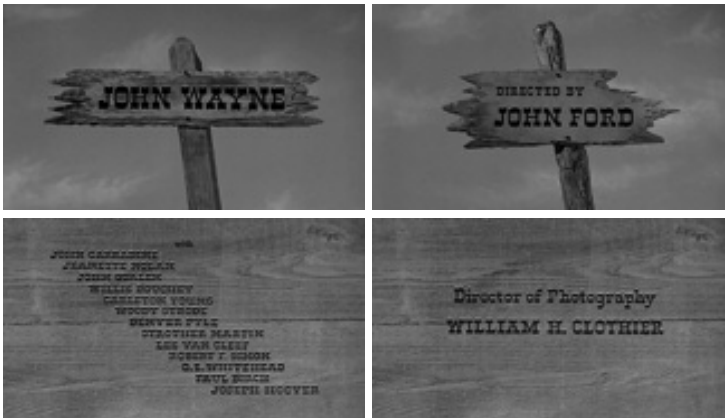 JOHN WAYNE
DIRECTED BY
JOHN FORD
with
JOHN CARRADINE
JEANETTE NOLAN
JOHN QUALEN
WILLIS BOUCHEY
CARLETON YOUNG
WOODY STRODE
DENVER PYLE
STROTHER MARTIN
LEE VAN CLEEF
ROBERT F. SIMON
O.Z. WHITEHEAD
PAUL BIRCH
JOSEPH HOOVER
Director of Photography
WILLIAM H. CLOTHIER